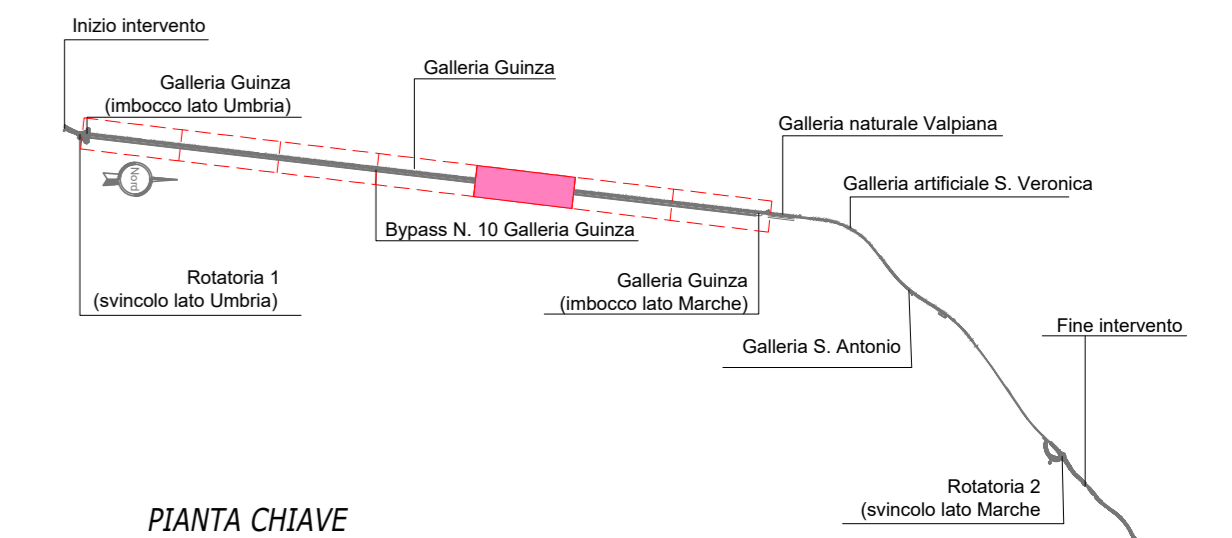 Inizio intervento
Galleria Guinza
(imbocco lato Umbria)
Galleria Guinza
Galleria naturale Valpiana
Galleria artificiale S. Veronica
Nord
Bypass N. 10 Galleria Guinza
Rotatoria 1
(svincolo lato Umbria)
Galleria Guinza
(imbocco lato Marche)
Galleria S. Antonio
Fine intervento
Rotatoria 2
(svincolo lato Marche
PIANTA CHIAVE